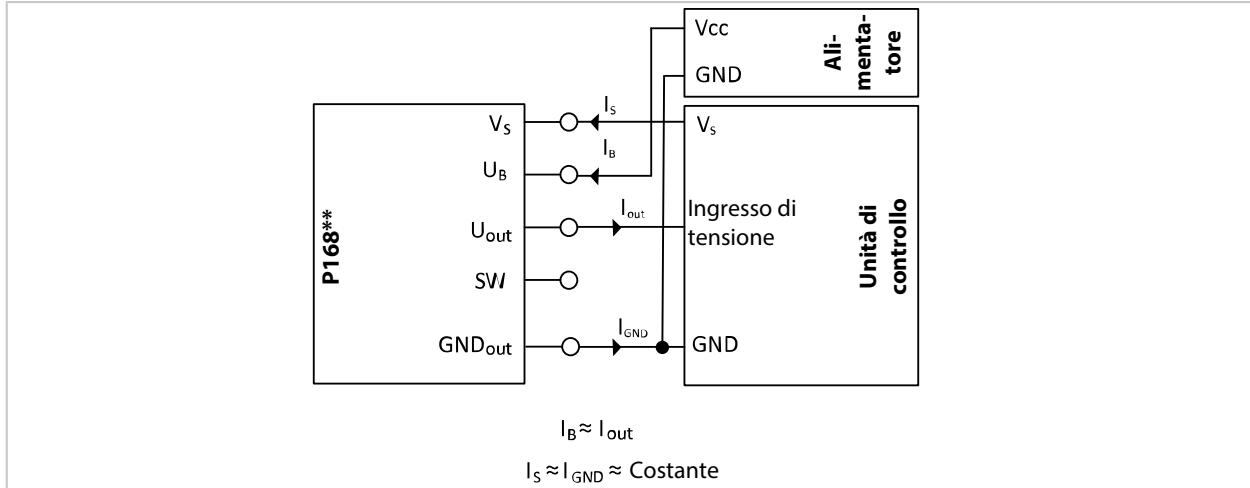 Vcc
GND
Ali-
menta-
tore
P168**
V_S
U_B
U_out
SW
GND_out
I_S
I_B
I_out
I_GND
V_s
Ingresso di
tensione
GND
Unità di
controllo
I_B ≈ I_out
I_S ≈ I_GND ≈ Costante